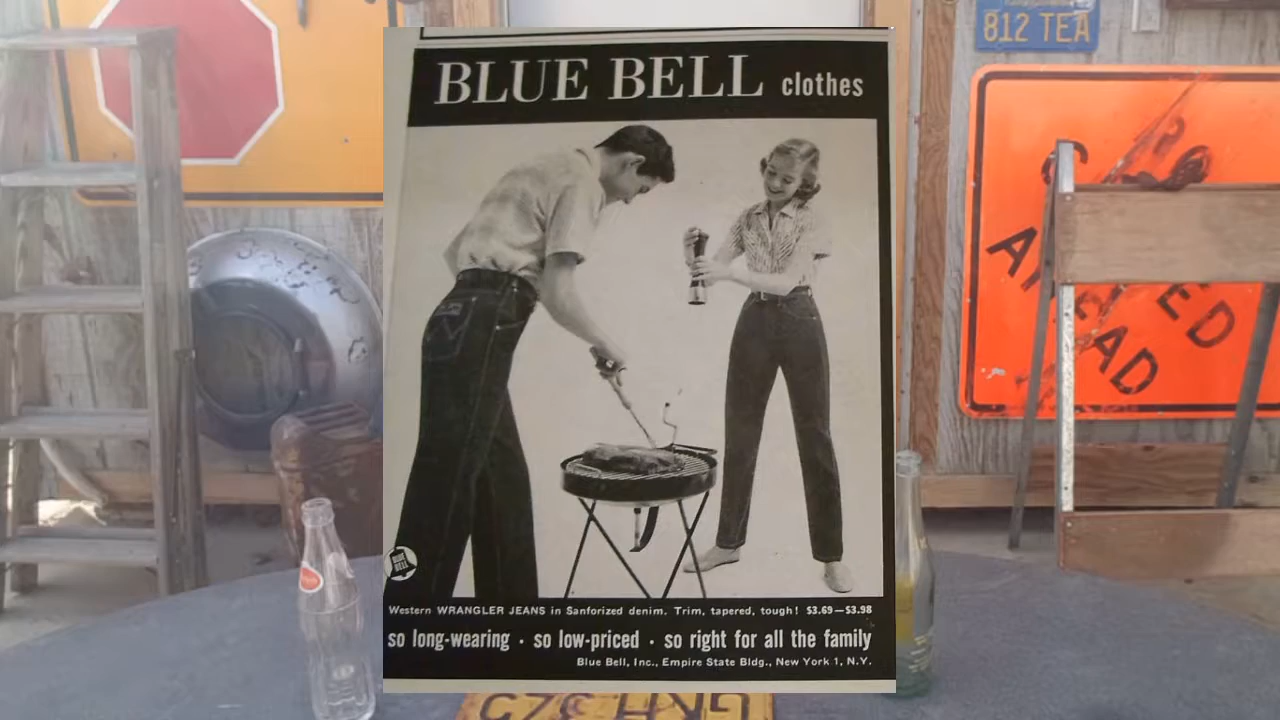 812 TEA
BLUE BELL clothes
AHEAD
BLUE
BELL
Western WRANGLER JEANS in Sanforized denim. Trim, tapered, tough! $3.69—$3.98
so long-wearing · so low-priced · so right for all the family
Blue Bell, Inc., Empire State Bldg., New York 1, N.Y.